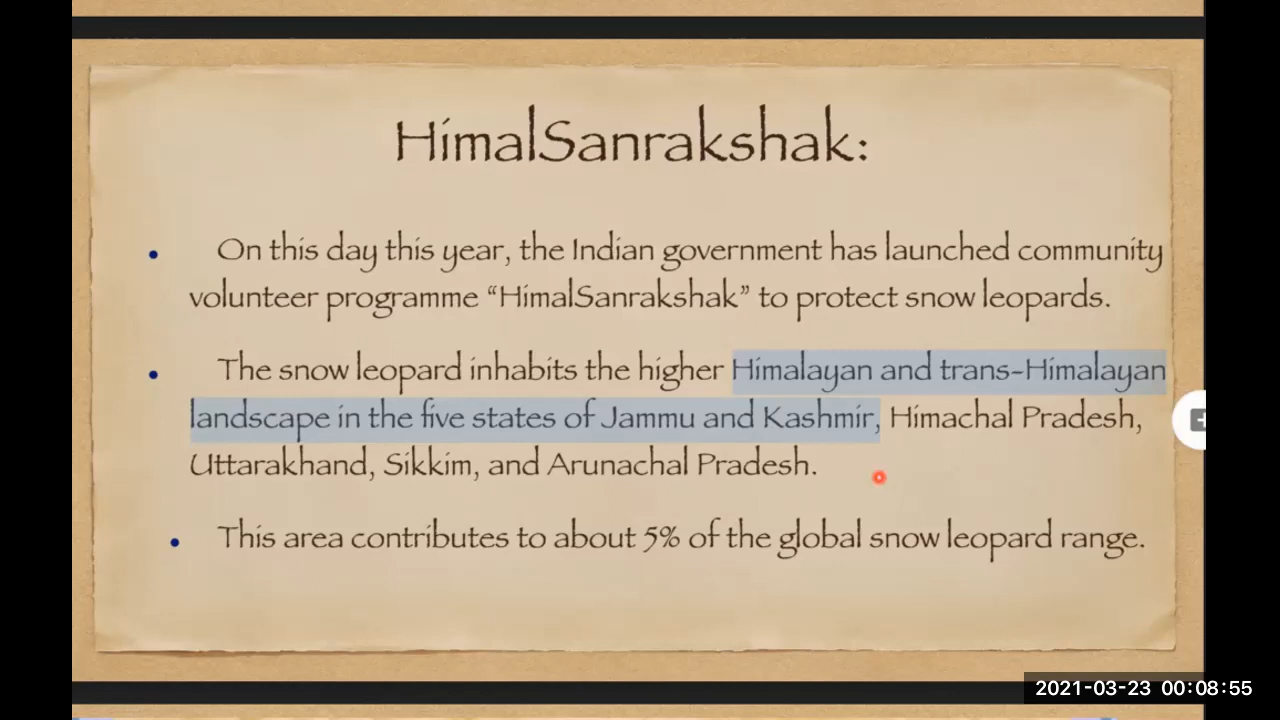 HimalSanrakshak:
• On this day this year, the Indian government has launched community
volunteer programme “HimalSanrakshak” to protect snow leopards.
• The snow leopard inhabits the higher Himalayan and trans-Himalayan
landscape in the five states of Jammu and Kashmir, Himachal Pradesh,
Uttarakhand, Sikkim, and Arunachal Pradesh.
• This area contributes to about 5% of the global snow leopard range.
2021-03-23 00:08:55